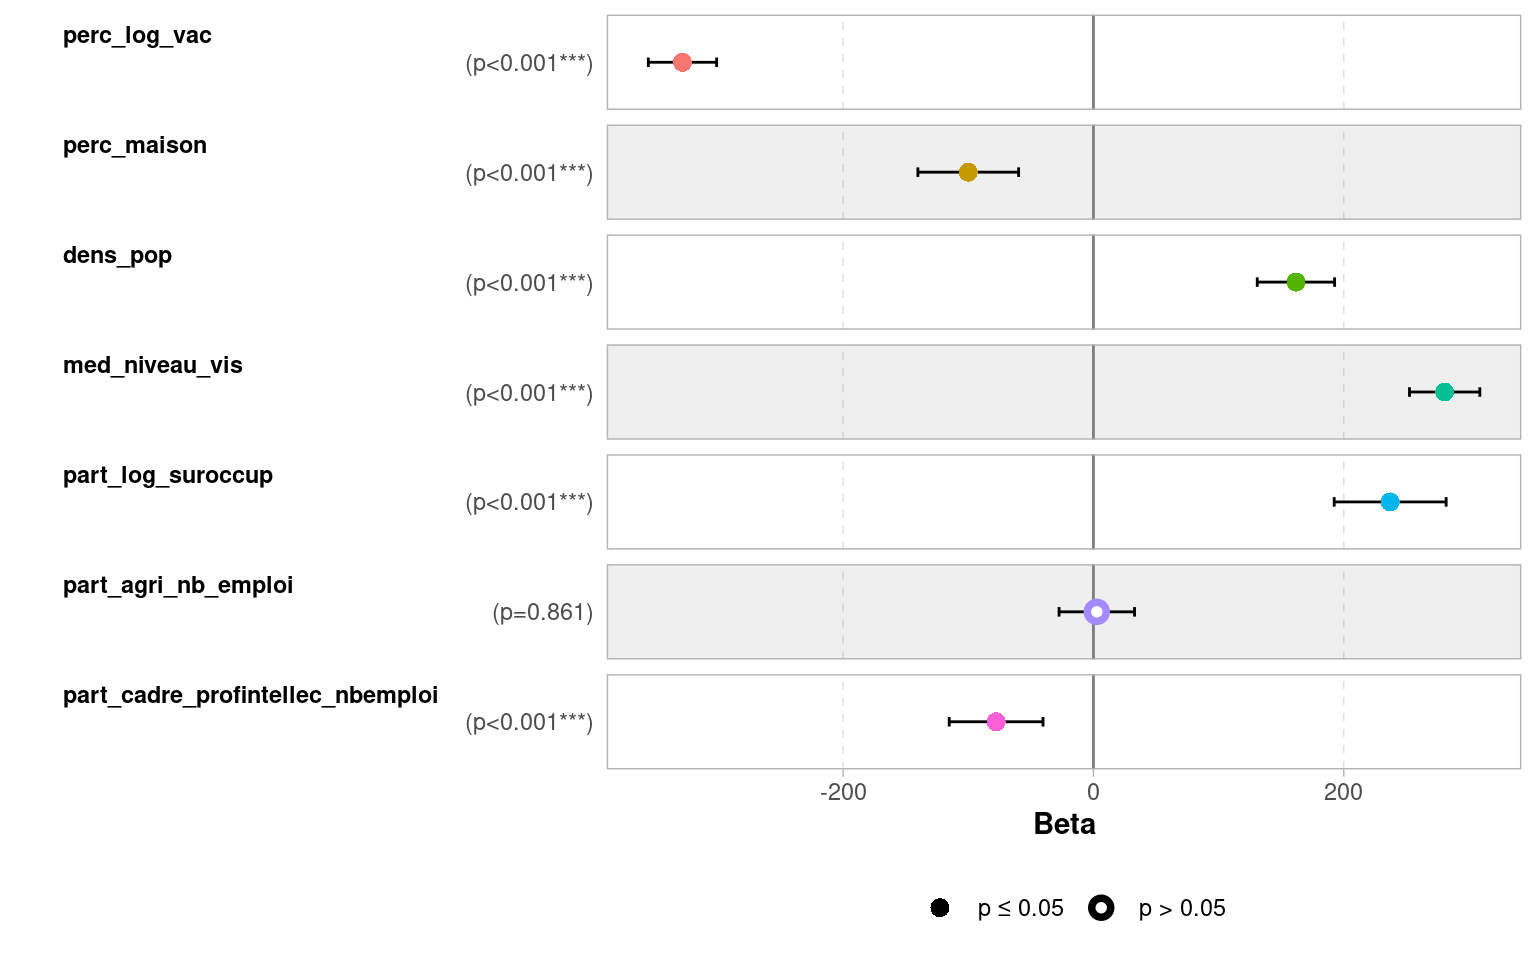 perc_log_vac
(p<0.001***)
perc_maison
(p<0.001***)
dens_pop
(p<0.001***)
med_niveau_vis
(p<0.001***)
part_log_suroccup
(p<0.001***)
part_agri_nb_emploi
(p=0.861)
part_cadre_profintellec_nbemploi
(p<0.001***)
-200 0 200
Beta
p ≤ 0.05 p > 0.05